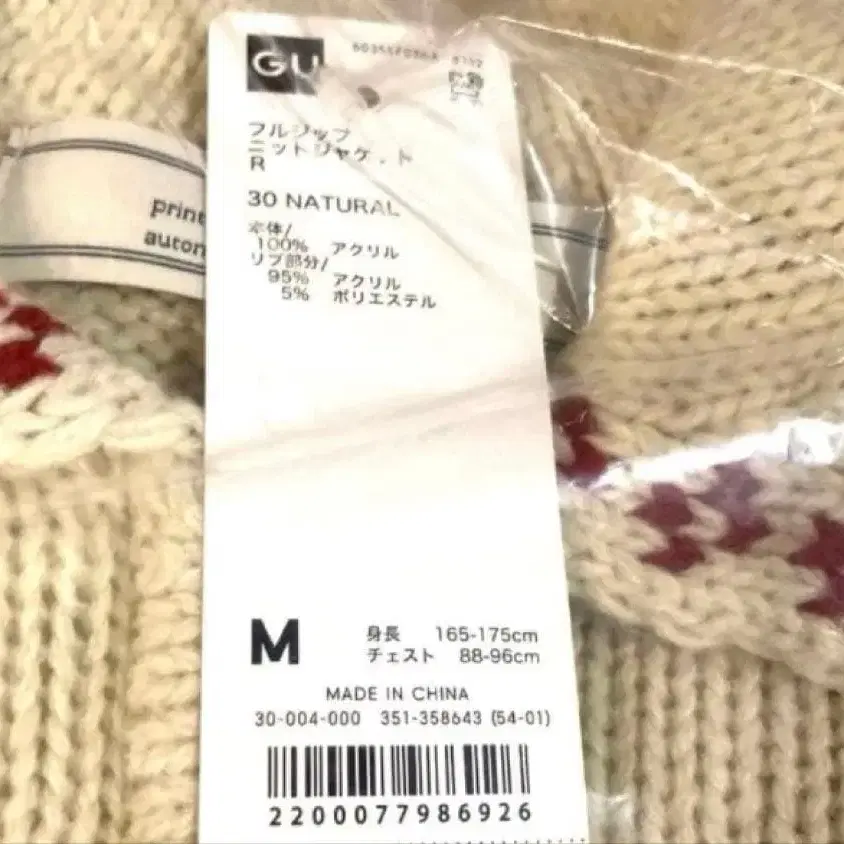 GU
フルジップ
ニットジャケット
R
30 NATURAL
本体/
100% アクリル
リブ部分/
95% アクリル
5% ポリエステル
print
auton
M
身長 165-175cm
チェスト 88-96cm
MADE IN CHINA
30-004-000 351-358643 (54-01)
2200077986926